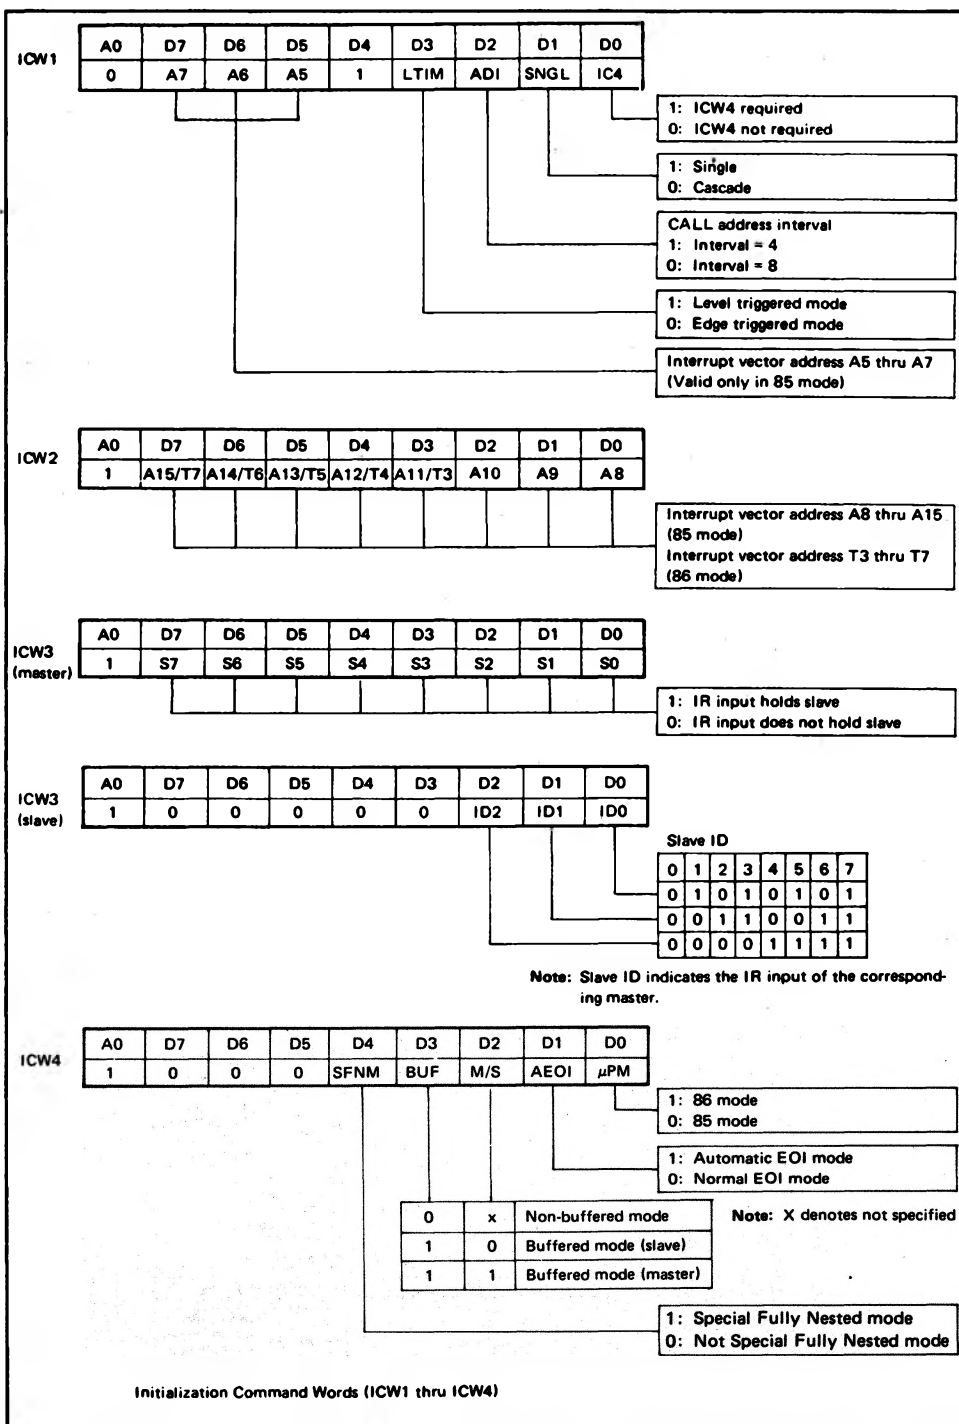 ICW1
A0 D7 D6 D5 D4 D3 D2 D1 D0
0 A7 A6 A5 1 LTIM ADI SNGL IC4
1: ICW4 required
0: ICW4 not required
1: Single
0: Cascade
CALL address interval
1: Interval = 4
0: Interval = 8
1: Level triggered mode
0: Edge triggered mode
Interrupt vector address A5 thru A7
(Valid only in 85 mode)
ICW2
A0 D7 D6 D5 D4 D3 D2 D1 D0
1 A15/T7 A14/T6 A13/T5 A12/T4 A11/T3 A10 A9 A8
Interrupt vector address A8 thru A15
(85 mode)
Interrupt vector address T3 thru T7
(86 mode)
ICW3
(master)
A0 D7 D6 D5 D4 D3 D2 D1 D0
1 S7 S6 S5 S4 S3 S2 S1 S0
1: IR input holds slave
0: IR input does not hold slave
ICW3
(slave)
A0 D7 D6 D5 D4 D3 D2 D1 D0
1 0 0 0 0 0 ID2 ID1 ID0
Slave ID
0 1 2 3 4 5 6 7
0 1 0 1 0 1 0 1
0 0 1 1 0 0 1 1
0 0 0 0 1 1 1 1
Note: Slave ID indicates the IR input of the correspond-
ing master.
ICW4
A0 D7 D6 D5 D4 D3 D2 D1 D0
1 0 0 0 SFNM BUF M/S AEOI μPM
1: 86 mode
0: 85 mode
1: Automatic EOI mode
0: Normal EOI mode
0 x Non-buffered mode
1 0 Buffered mode (slave)
1 1 Buffered mode (master)
Note: X denotes not specified
1: Special Fully Nested mode
0: Not Special Fully Nested mode
Initialization Command Words (ICW1 thru ICW4)